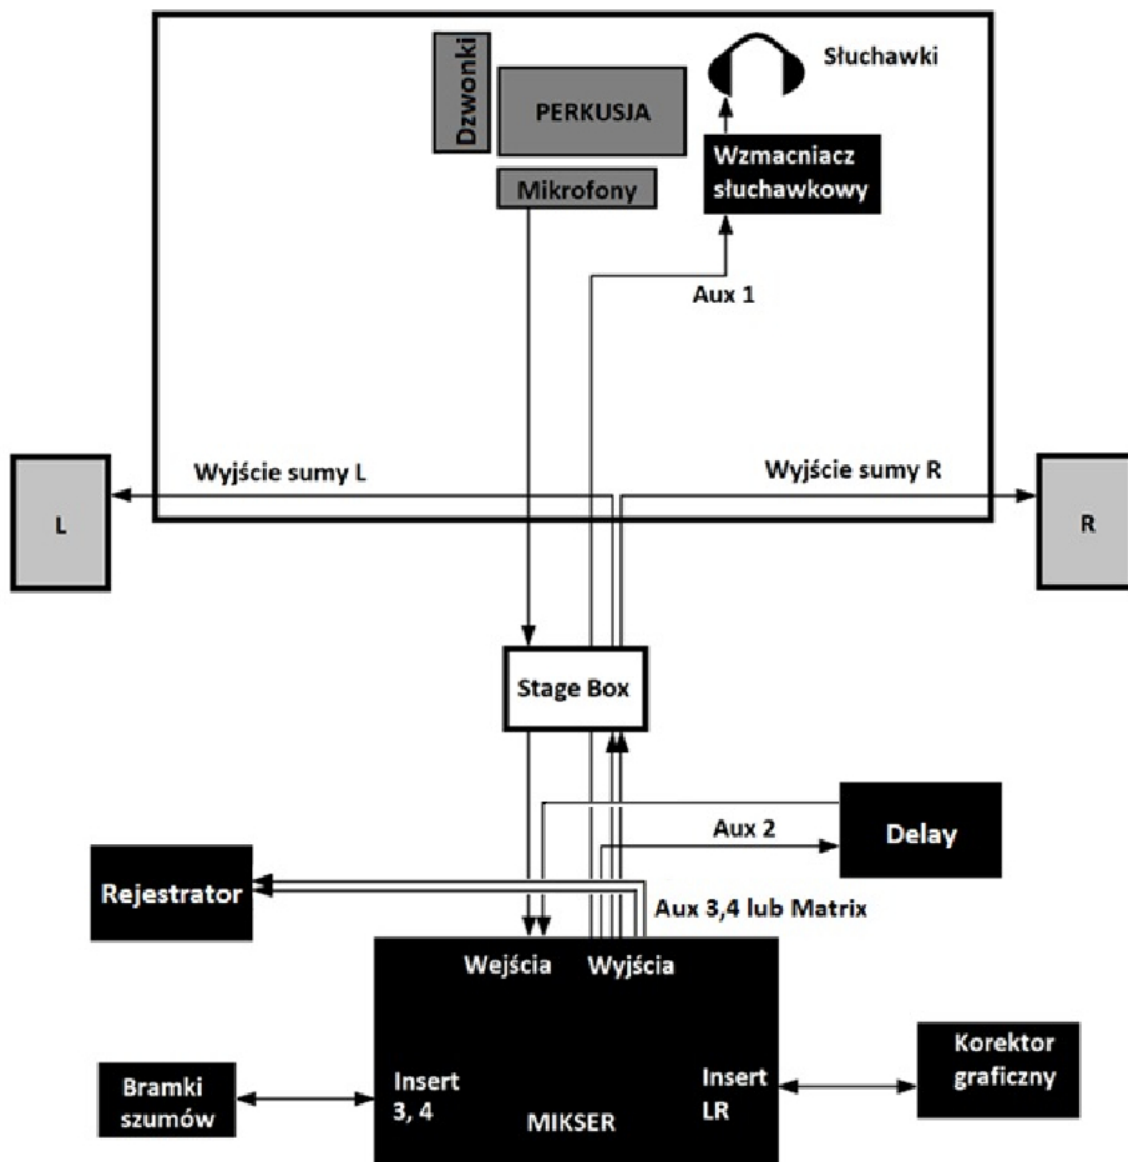 Dzwonki
PERKUSJA
Mikrofony
Słuchawki
Wzmacniacz
słuchawkowy
Aux 1
Wyjście sumy L
Wyjście sumy R
L
R
Stage Box
Aux 2
Delay
Rejestrator
Aux 3,4 lub Matrix
Wejścia
Wyjścia
Bramki
szumów
Insert
3, 4
MIKSER
Insert
LR
Korektor
graficzny